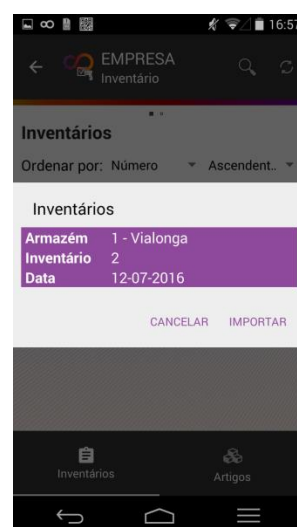 16:57
EMPRESA
Inventário
Inventários
Ordenar por: Número Ascendent..
Inventários
Armazém 1 - Vialonga
Inventário 2
Data 12-07-2016
CANCELAR IMPORTAR
Inventários Artigos